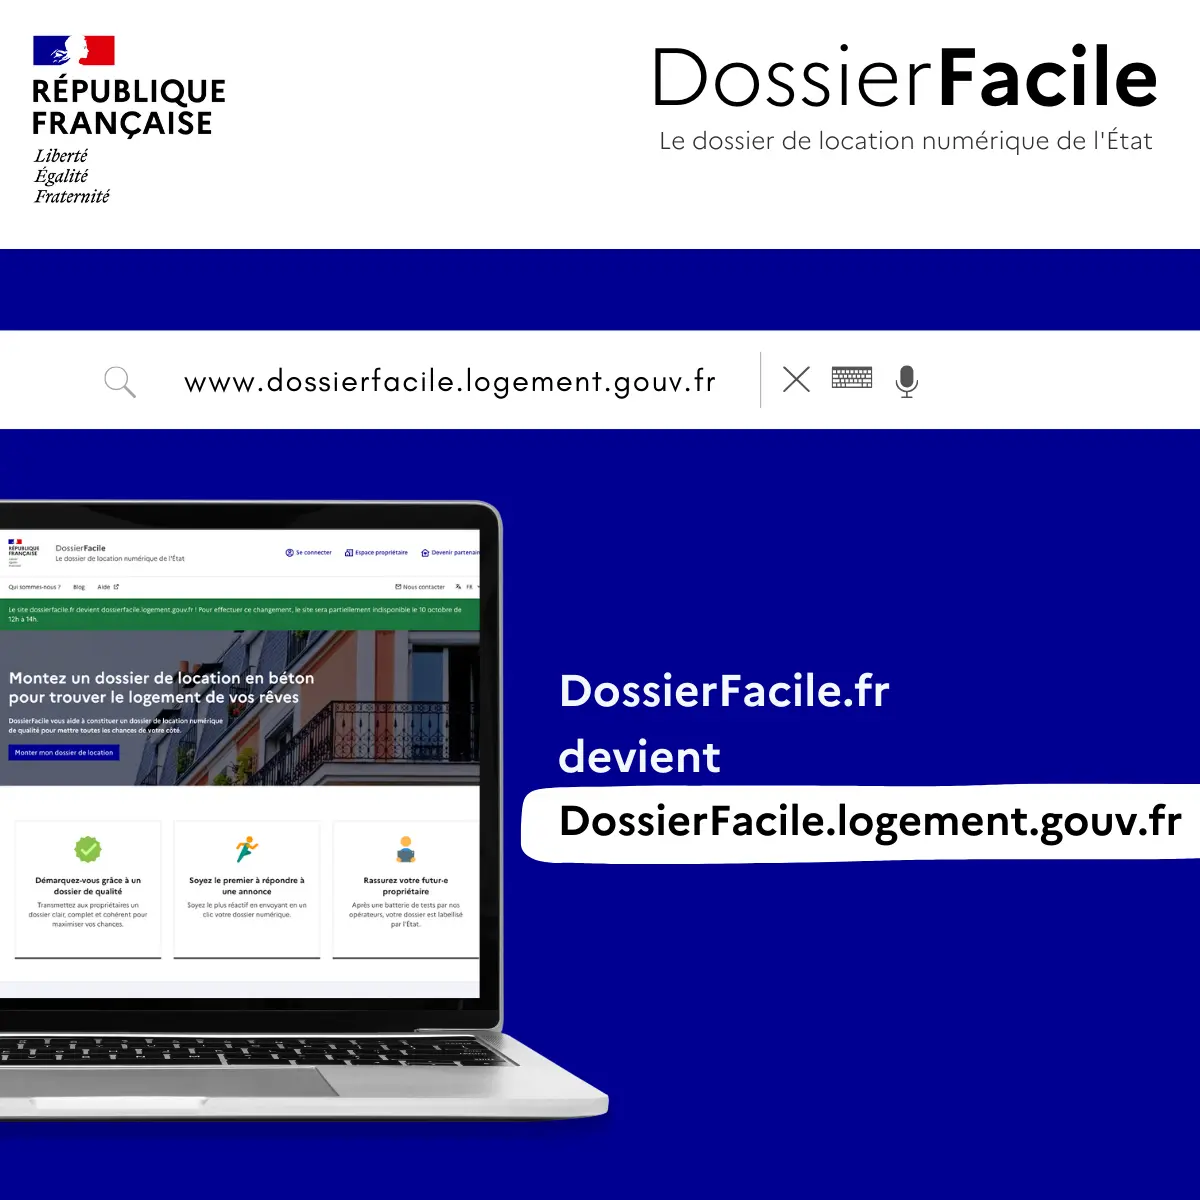 RÉPUBLIQUE
FRANÇAISE
Liberté
Égalité
Fraternité
DossierFacile
Le dossier de location numérique de l'État
www.dossierfacile.logement.gouv.fr
RÉPUBLIQUE
FRANÇAISE
DossierFacile
Le dossier de location numérique de l'État
Se connecter
Espace propriétaire
Devenir partenair
Qui sommes-nous ?
Blog
Aide
Nous contacter
FR
Le site dossierfacile.fr devient dossierfacile.logement.gouv.fr ! Pour effectuer ce changement, le site sera partiellement indisponible le 10 octobre de
12h à 14h.
Montez un dossier de location en béton
pour trouver le logement de vos rêves
DossierFacile vous aide à constituer un dossier de location numérique
de qualité pour mettre toutes les chances de votre côté.
Monter mon dossier de location
Démarquez-vous grâce à un
dossier de qualité
Transmettez aux propriétaires un
dossier clair, complet et cohérent pour
maximiser vos chances.
Soyez le premier à répondre à
une annonce
Soyez le plus réactif en envoyant en un
clic votre dossier numérique.
Rassurez votre futur·e
propriétaire
Après une batterie de tests par nos
opérateurs, votre dossier est labellisé
par l'État.
DossierFacile.fr
devient
DossierFacile.logement.gouv.fr